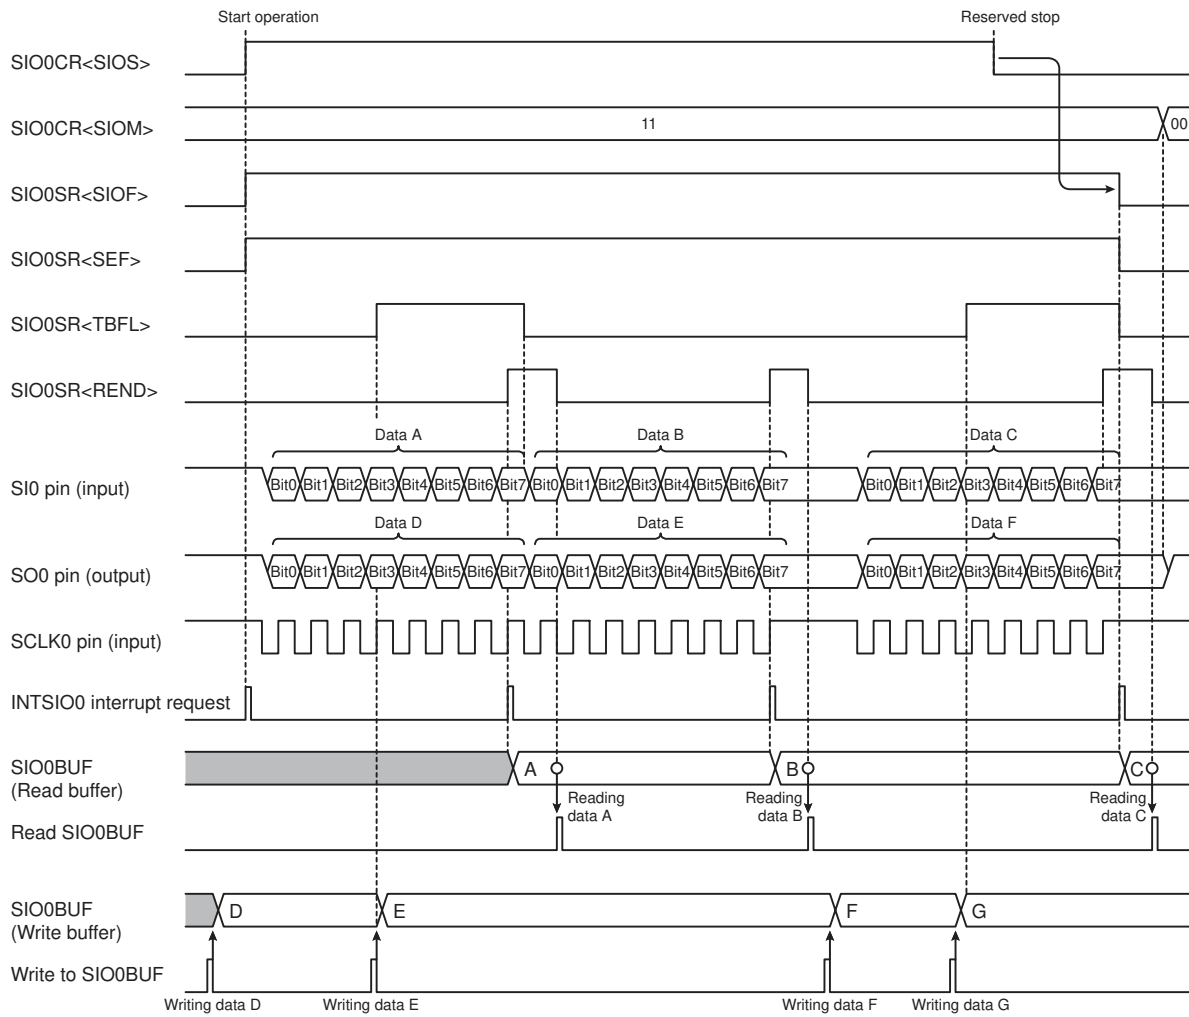 Start operation
Reserved stop
SIO0CR<SIOS>
SIO0CR<SIOM>
11
00
SIO0SR<SIOF>
SIO0SR<SEF>
SIO0SR<TBFL>
SIO0SR<REND>
Data A
Data B
Data C
SI0 pin (input)
Bit0 Bit1 Bit2 Bit3 Bit4 Bit5 Bit6 Bit7 Bit0 Bit1 Bit2 Bit3 Bit4 Bit5 Bit6 Bit7 Bit0 Bit1 Bit2 Bit3 Bit4 Bit5 Bit6 Bit7
Data D
Data E
Data F
SO0 pin (output)
Bit0 Bit1 Bit2 Bit3 Bit4 Bit5 Bit6 Bit7 Bit0 Bit1 Bit2 Bit3 Bit4 Bit5 Bit6 Bit7 Bit0 Bit1 Bit2 Bit3 Bit4 Bit5 Bit6 Bit7
SCLK0 pin (input)
INTSIO0 interrupt request
SIO0BUF
(Read buffer)
A
B
C
Reading
data A
Reading
data B
Reading
data C
Read SIO0BUF
SIO0BUF
(Write buffer)
D
E
F
G
Write to SIO0BUF
Writing data D
Writing data E
Writing data F
Writing data G